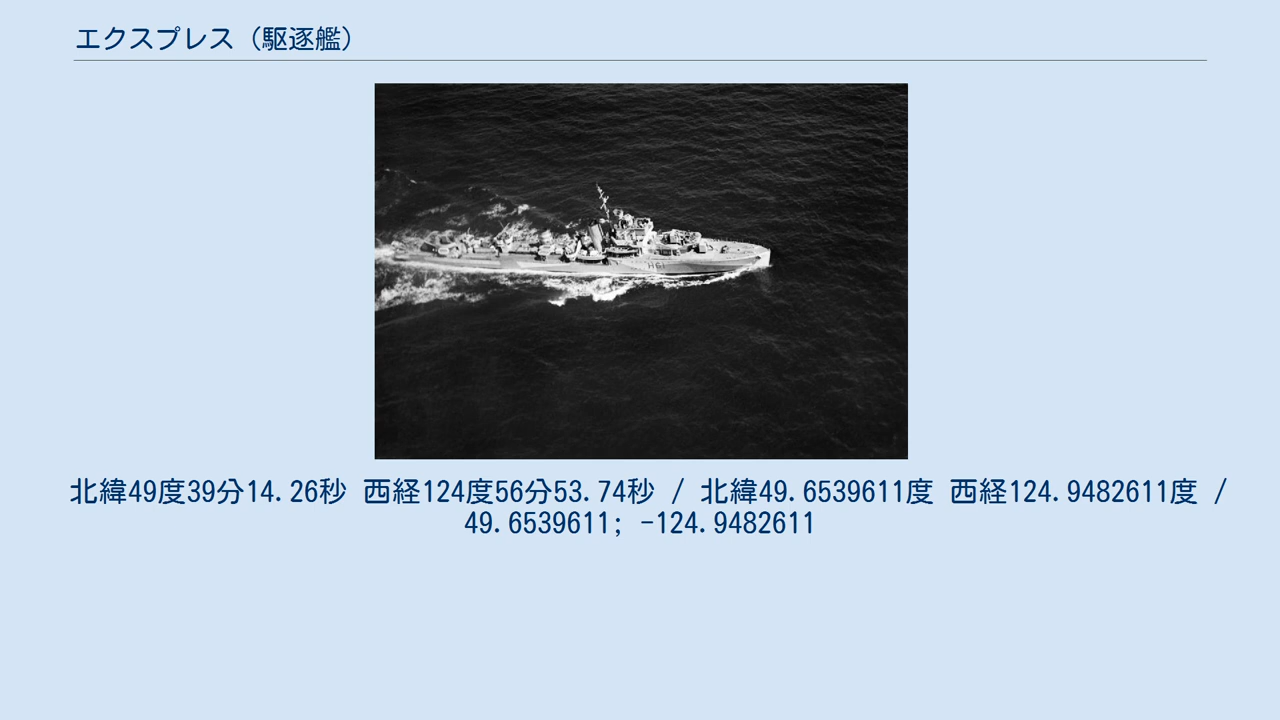 エクスプレス（駆逐艦）
H61
北緯49度39分14.26秒 西経124度56分53.74秒 / 北緯49.6539611度 西経124.9482611度 /
49.6539611; -124.9482611